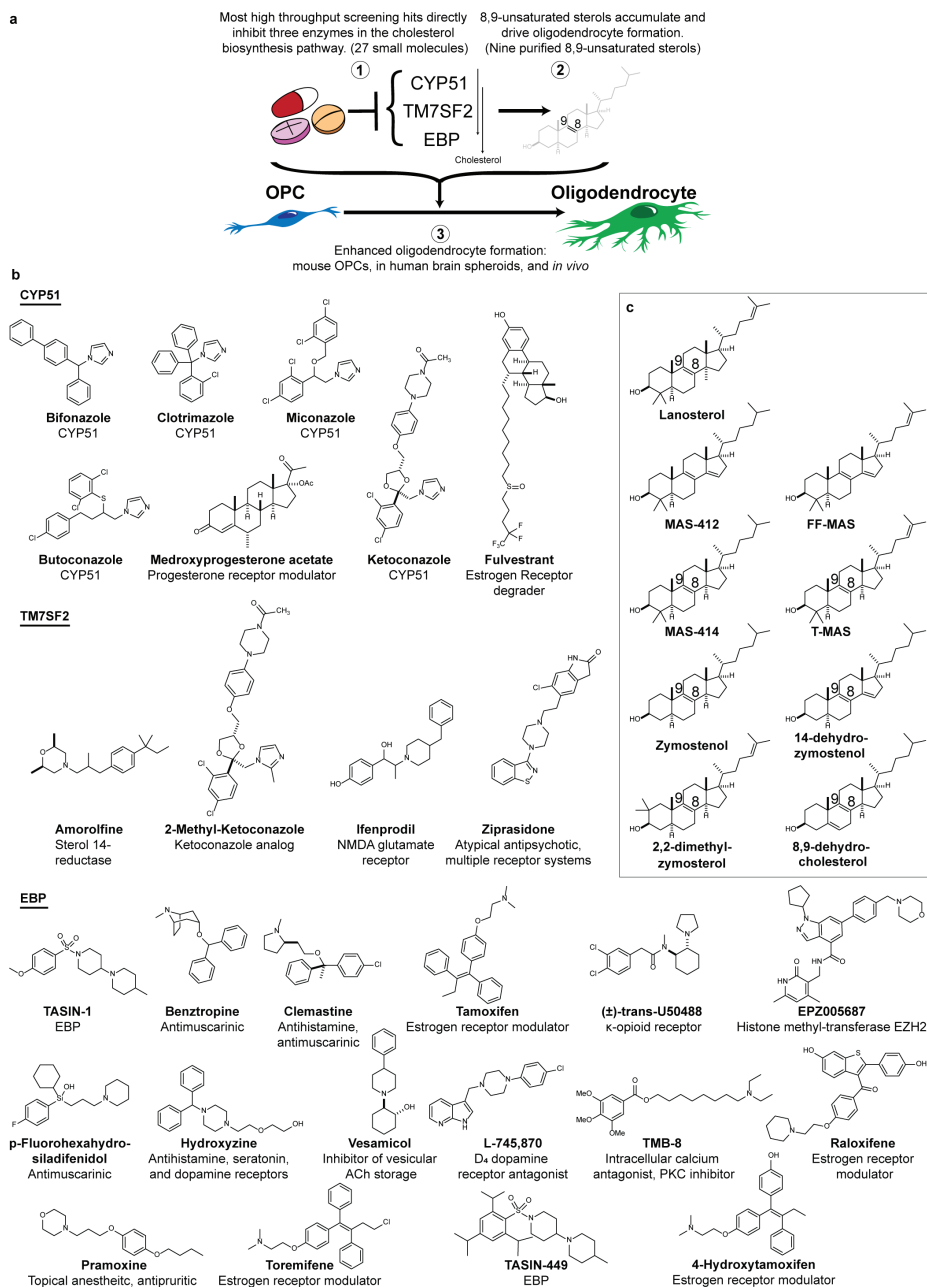 a
Most high throughput screening hits directly
inhibit three enzymes in the cholesterol
biosynthesis pathway. (27 small molecules)
8,9-unsaturated sterols accumulate and
drive oligodendrocyte formation.
(Nine purified 8,9-unsaturated sterols)
1
2
CYP51
TM7SF2
EBP
Cholesterol
9
8
HO
H
H
OPC
Oligodendrocyte
3
Enhanced oligodendrocyte formation:
mouse OPCs, in human brain spheroids, and in vivo
b
CYP51
Bifonazole
CYP51
Clotrimazole
CYP51
Miconazole
CYP51
Butoconazole
CYP51
Medroxyprogesterone acetate
Progesterone receptor modulator
Ketoconazole
CYP51
Fulvestrant
Estrogen Receptor
degrader
TM7SF2
Amorolfine
Sterol 14-
reductase
2-Methyl-Ketoconazole
Ketoconazole analog
Ifenprodil
NMDA glutamate
receptor
Ziprasidone
Atypical antipsychotic,
multiple receptor systems
c
Lanosterol
MAS-412
FF-MAS
MAS-414
T-MAS
Zymostenol
14-dehydro-
zymostenol
2,2-dimethyl-
zymosterol
8,9-dehydro-
cholesterol
EBP
TASIN-1
EBP
Benztropine
Antimuscarinic
Clemastine
Antihistamine,
antimuscarinic
Tamoxifen
Estrogen receptor modulator
(±)-trans-U50488
κ-opioid receptor
EPZ005687
Histone methyl-transferase EZH2
p-Fluorohexahydro-
siladifenidol
Antimuscarinic
Hydroxyzine
Antihistamine, seratonin,
and dopamine receptors
Vesamicol
Inhibitor of vesicular
ACh storage
L-745,870
D₄ dopamine
receptor antagonist
TMB-8
Intracellular calcium
antagonist, PKC inhibitor
Raloxifene
Estrogen receptor
modulator
Pramoxine
Topical anestheitc, antipruritic
Toremifene
Estrogen receptor modulator
TASIN-449
EBP
4-Hydroxytamoxifen
Estrogen receptor modulator